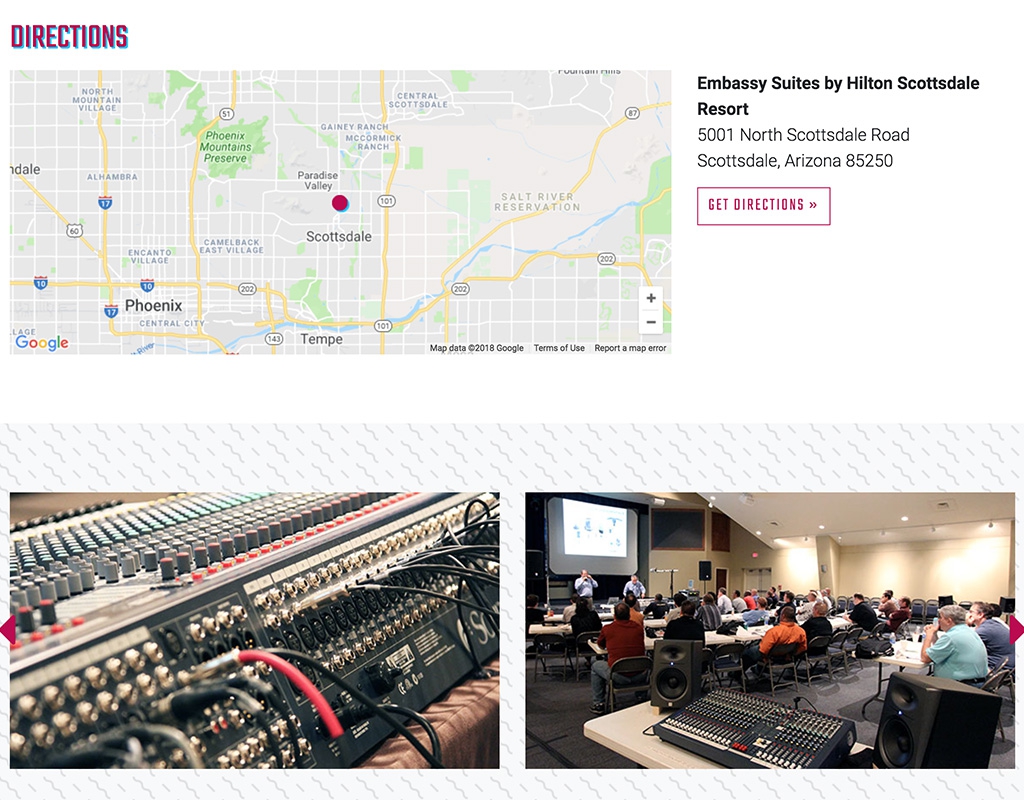 DIRECTIONS
Fountain Hills
NORTH
MOUNTAIN
VILLAGE
CENTRAL
SCOTTSDALE
51
87
GAINEY RANCH
MCCORMICK
RANCH
Phoenix
Mountains
Preserve
ndale
ALHAMBRA
Paradise
Valley
17
101
SALT RIVER
RESERVATION
60
Scottsdale
CAMELBACK
EAST VILLAGE
ENCANTO
VILLAGE
202
10
10
202
202
17
Phoenix
CENTRAL CITY
101
LAGE
143
Tempe
River
Google
+
−
Map data ©2018 Google
Terms of Use
Report a map error
Embassy Suites by Hilton Scottsdale
Resort
5001 North Scottsdale Road
Scottsdale, Arizona 85250
GET DIRECTIONS »